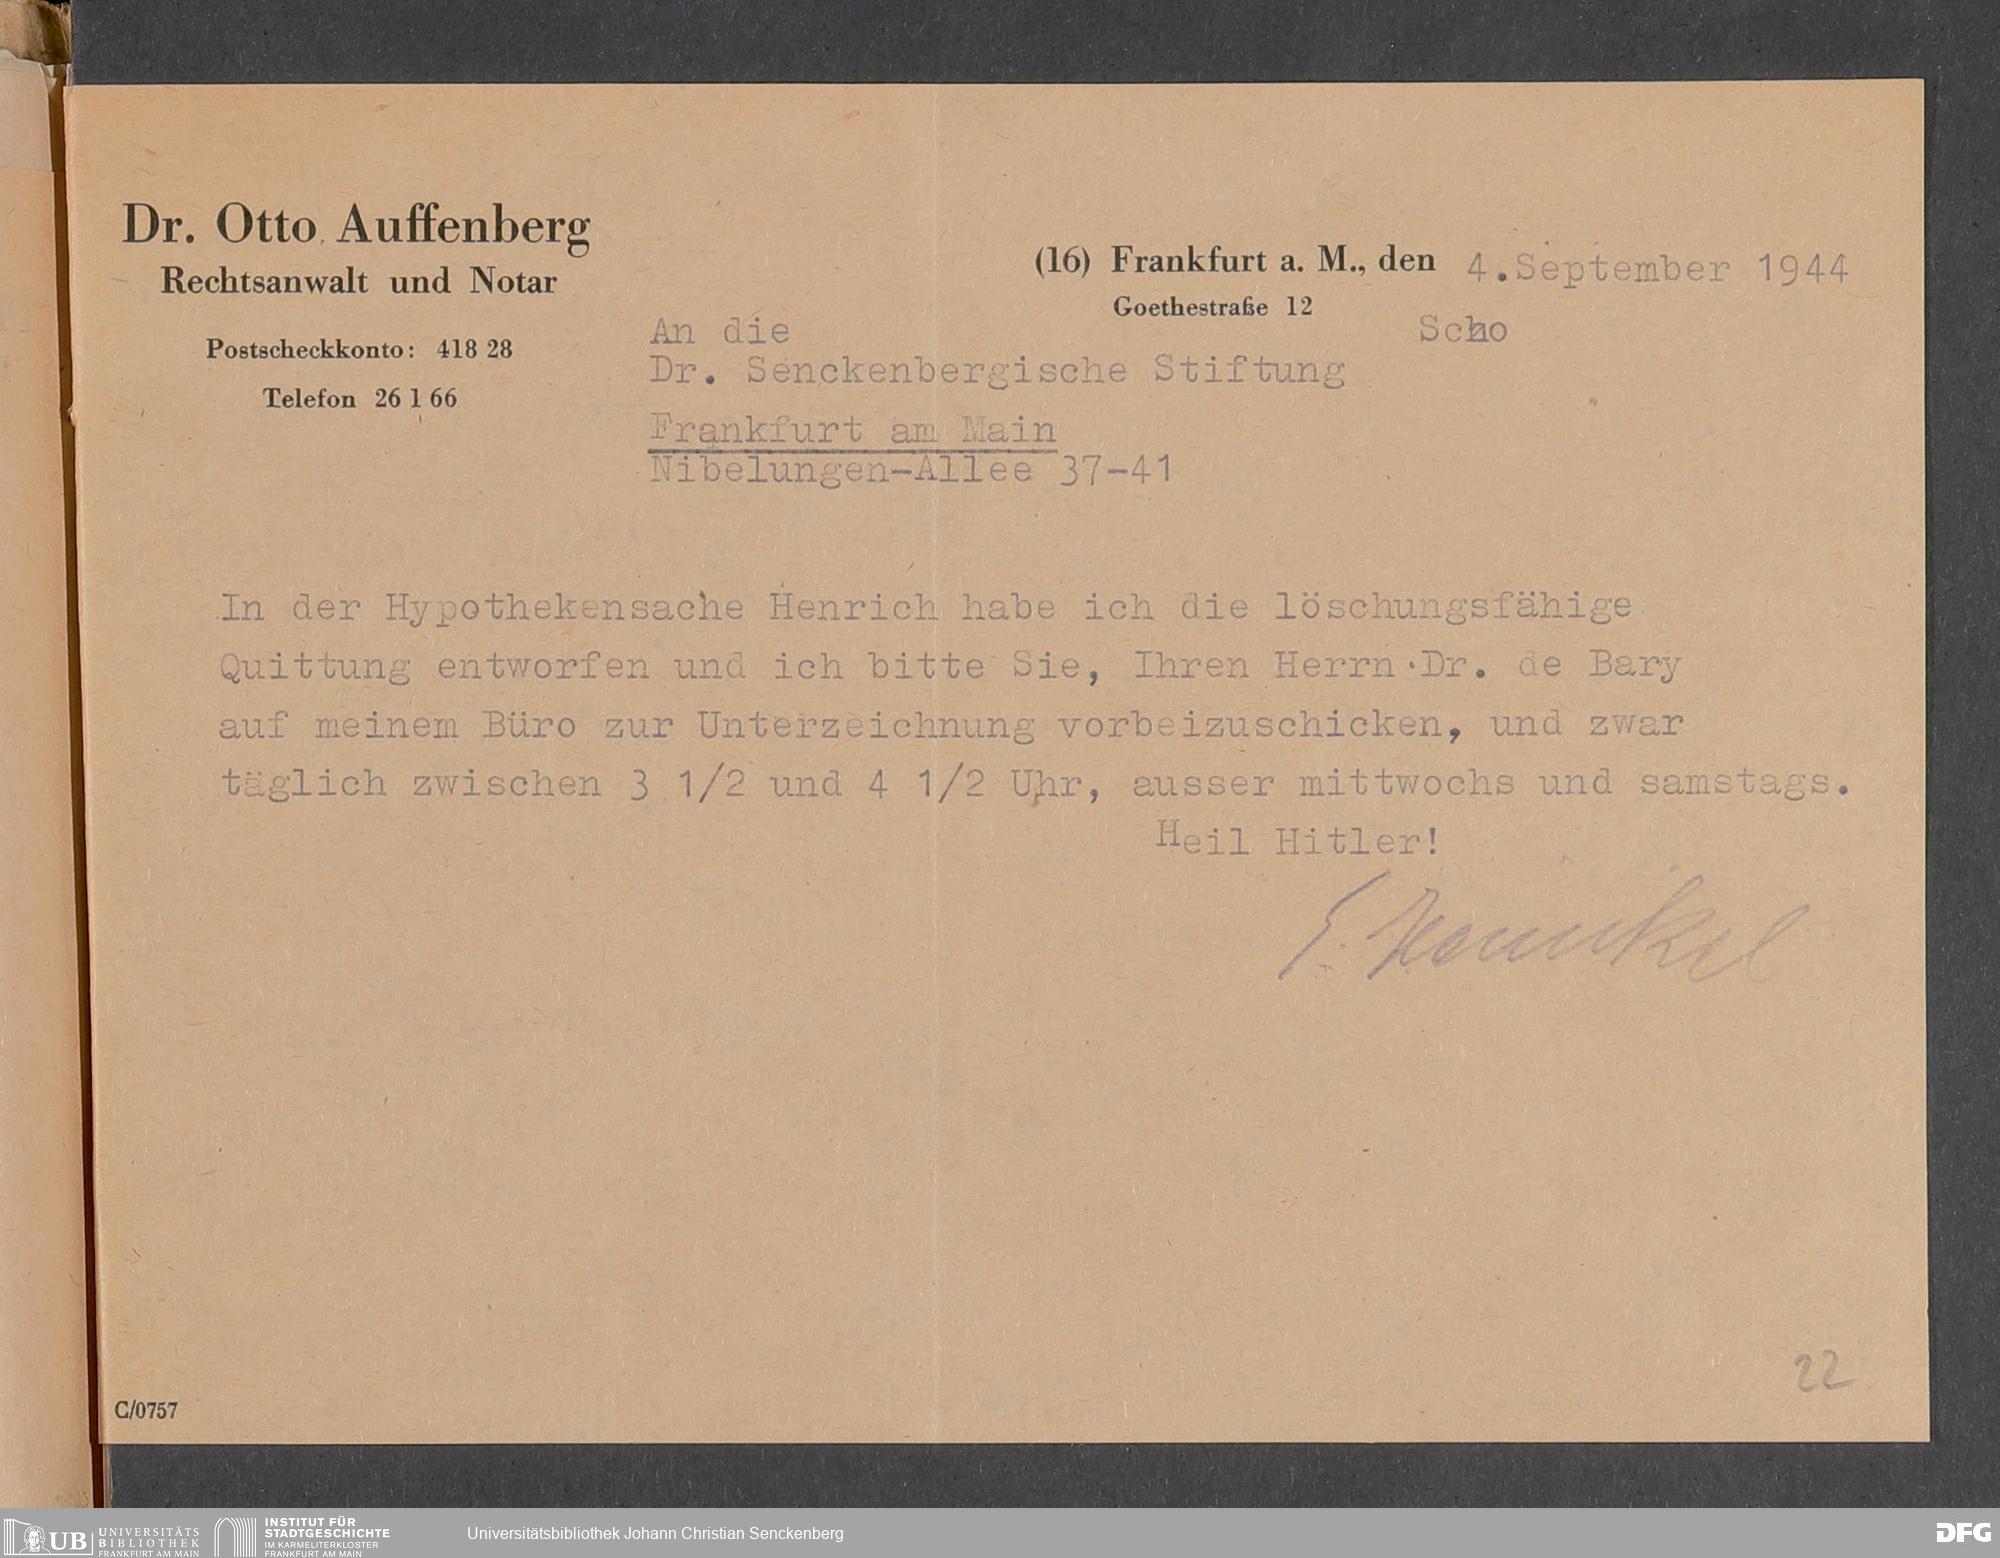 Dr. Otto Auffenberg
Rechtsanwalt und Notar
Postscheckkonto: 418 28
Telefon 26 1 66
(16) Frankfurt a. M., den 4.September 1944
Goethestraße 12
Scho
An die
Dr. Senckenbergische Stiftung
Frankfurt am Main
Nibelungen-Allee 37-41
In der Hypothekensache Henrich habe ich die löschungsfähige
Quittung entworfen und ich bitte Sie, Ihren Herrn Dr. de Bary
auf meinem Büro zur Unterzeichnung vorbeizuschicken, und zwar
täglich zwischen 3 1/2 und 4 1/2 Uhr, ausser mittwochs und samstags.
Heil Hitler!
22
C/0757
UB UNIVERSITÄTS
BIBLIOTHEK
FRANKFURT AM MAIN
INSTITUT FÜR
STADTGESCHICHTE
IM KARMELITERKLOSTER
FRANKFURT AM MAIN
Universitätsbibliothek Johann Christian Senckenberg
DFG